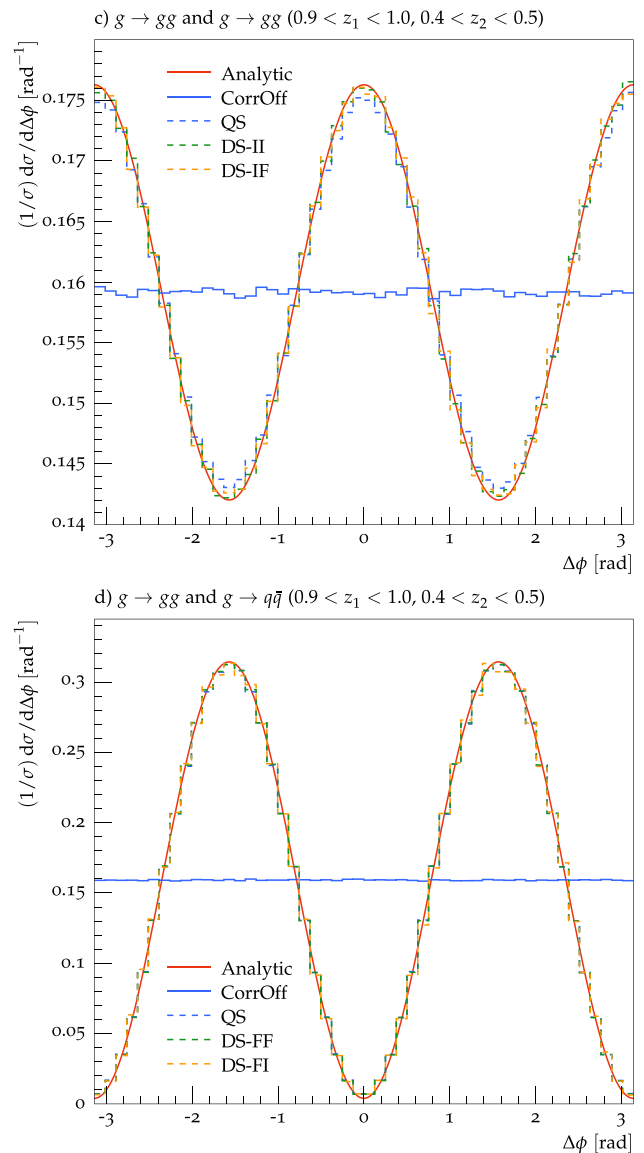 c) g → gg and g → gg (0.9 < z₁ < 1.0, 0.4 < z₂ < 0.5)
(1/σ) dσ/dΔϕ [rad⁻¹]
Analytic
CorrOff
QS
DS-II
DS-IF
0.175
0.17
0.165
0.16
0.155
0.15
0.145
0.14
-3 -2 -1 0 1 2 3
Δϕ [rad]
d) g → gg and g → qq̄ (0.9 < z₁ < 1.0, 0.4 < z₂ < 0.5)
(1/σ) dσ/dΔϕ [rad⁻¹]
0.3
0.25
0.2
0.15
0.1
0.05
0
Analytic
CorrOff
QS
DS-FF
DS-FI
-3 -2 -1 0 1 2 3
Δϕ [rad]